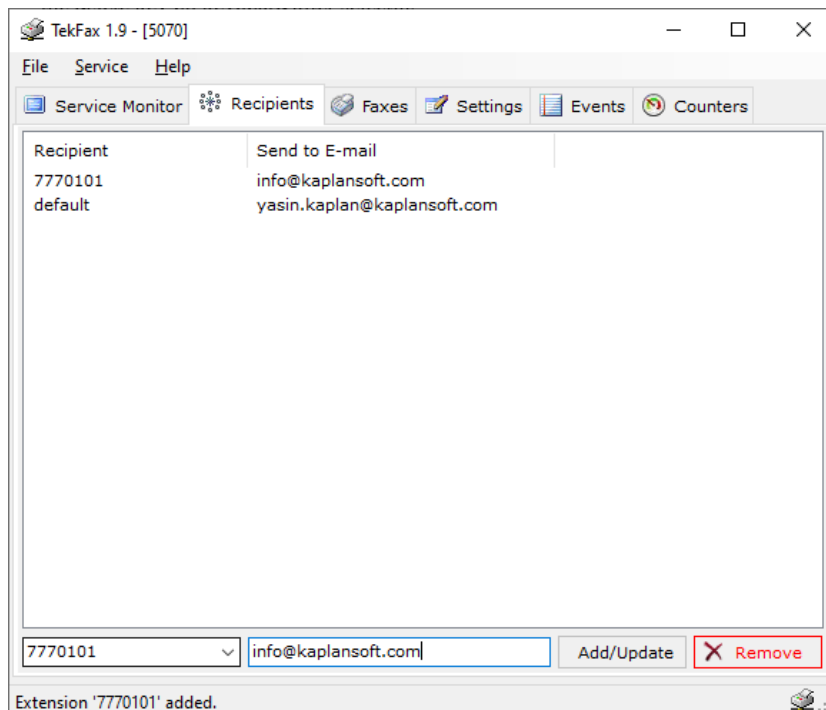 TekFax 1.9 - [5070]
File Service Help
Service Monitor Recipients Faxes Settings Events Counters
Recipient Send to E-mail
7770101 info@kaplansoft.com
default yasin.kaplan@kaplansoft.com
7770101 info@kaplansoft.com Add/Update Remove
Extension '7770101' added.